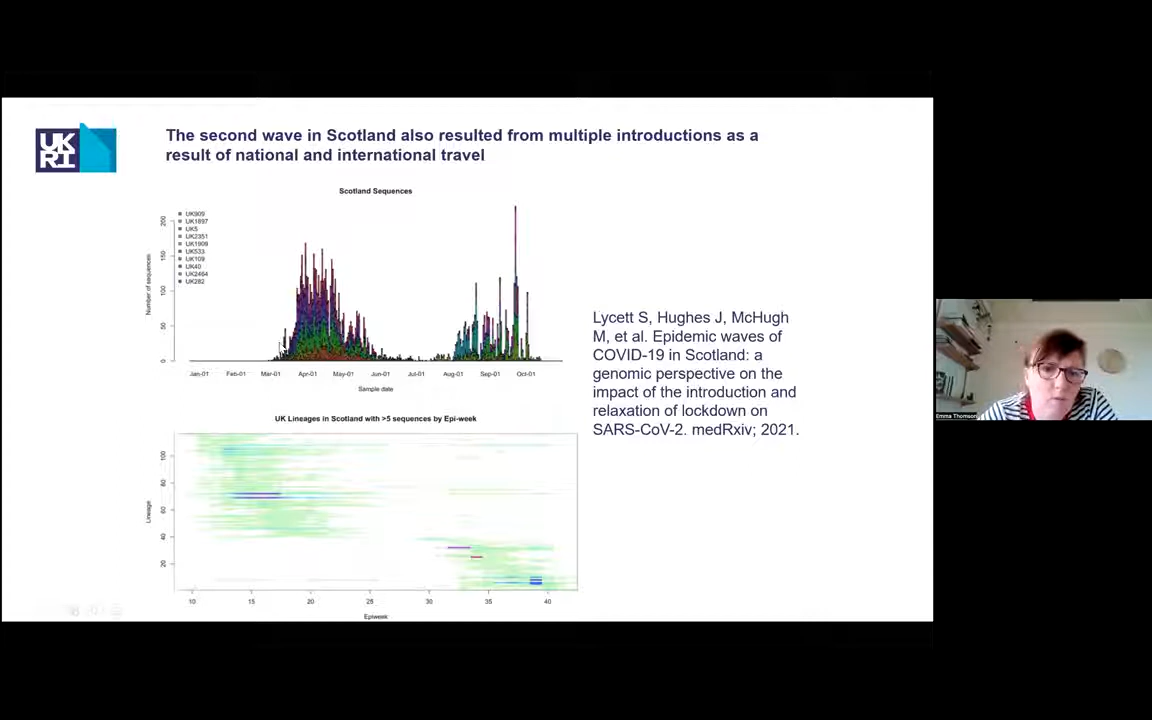 UK
RI
The second wave in Scotland also resulted from multiple introductions as a
result of national and international travel
Scotland Sequences
UK909
UK1897
UK5
UK2351
UK1909
UK533
UK109
UK40
UK2464
UK282
Number of sequences
200
150
100
50
0
Jan-01 Feb-01 Mar-01 Apr-01 May-01 Jun-01 Jul-01 Aug-01 Sep-01 Oct-01
Sample date
UK Lineages in Scotland with >5 sequences by Epi-week
Lineage
100
80
60
40
20
10 15 20 25 30 35 40
Epiweek
Lycett S, Hughes J, McHugh
M, et al. Epidemic waves of
COVID-19 in Scotland: a
genomic perspective on the
impact of the introduction and
relaxation of lockdown on
SARS-CoV-2. medRxiv; 2021.
Emma Thomson